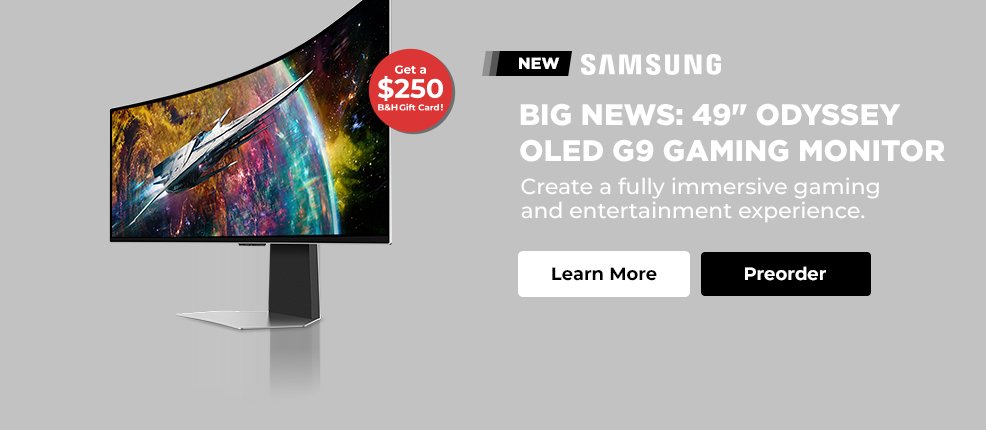 Get a
$250
B&H Gift Card!
NEW SAMSUNG
BIG NEWS: 49" ODYSSEY
OLED G9 GAMING MONITOR
Create a fully immersive gaming
and entertainment experience.
Learn More Preorder